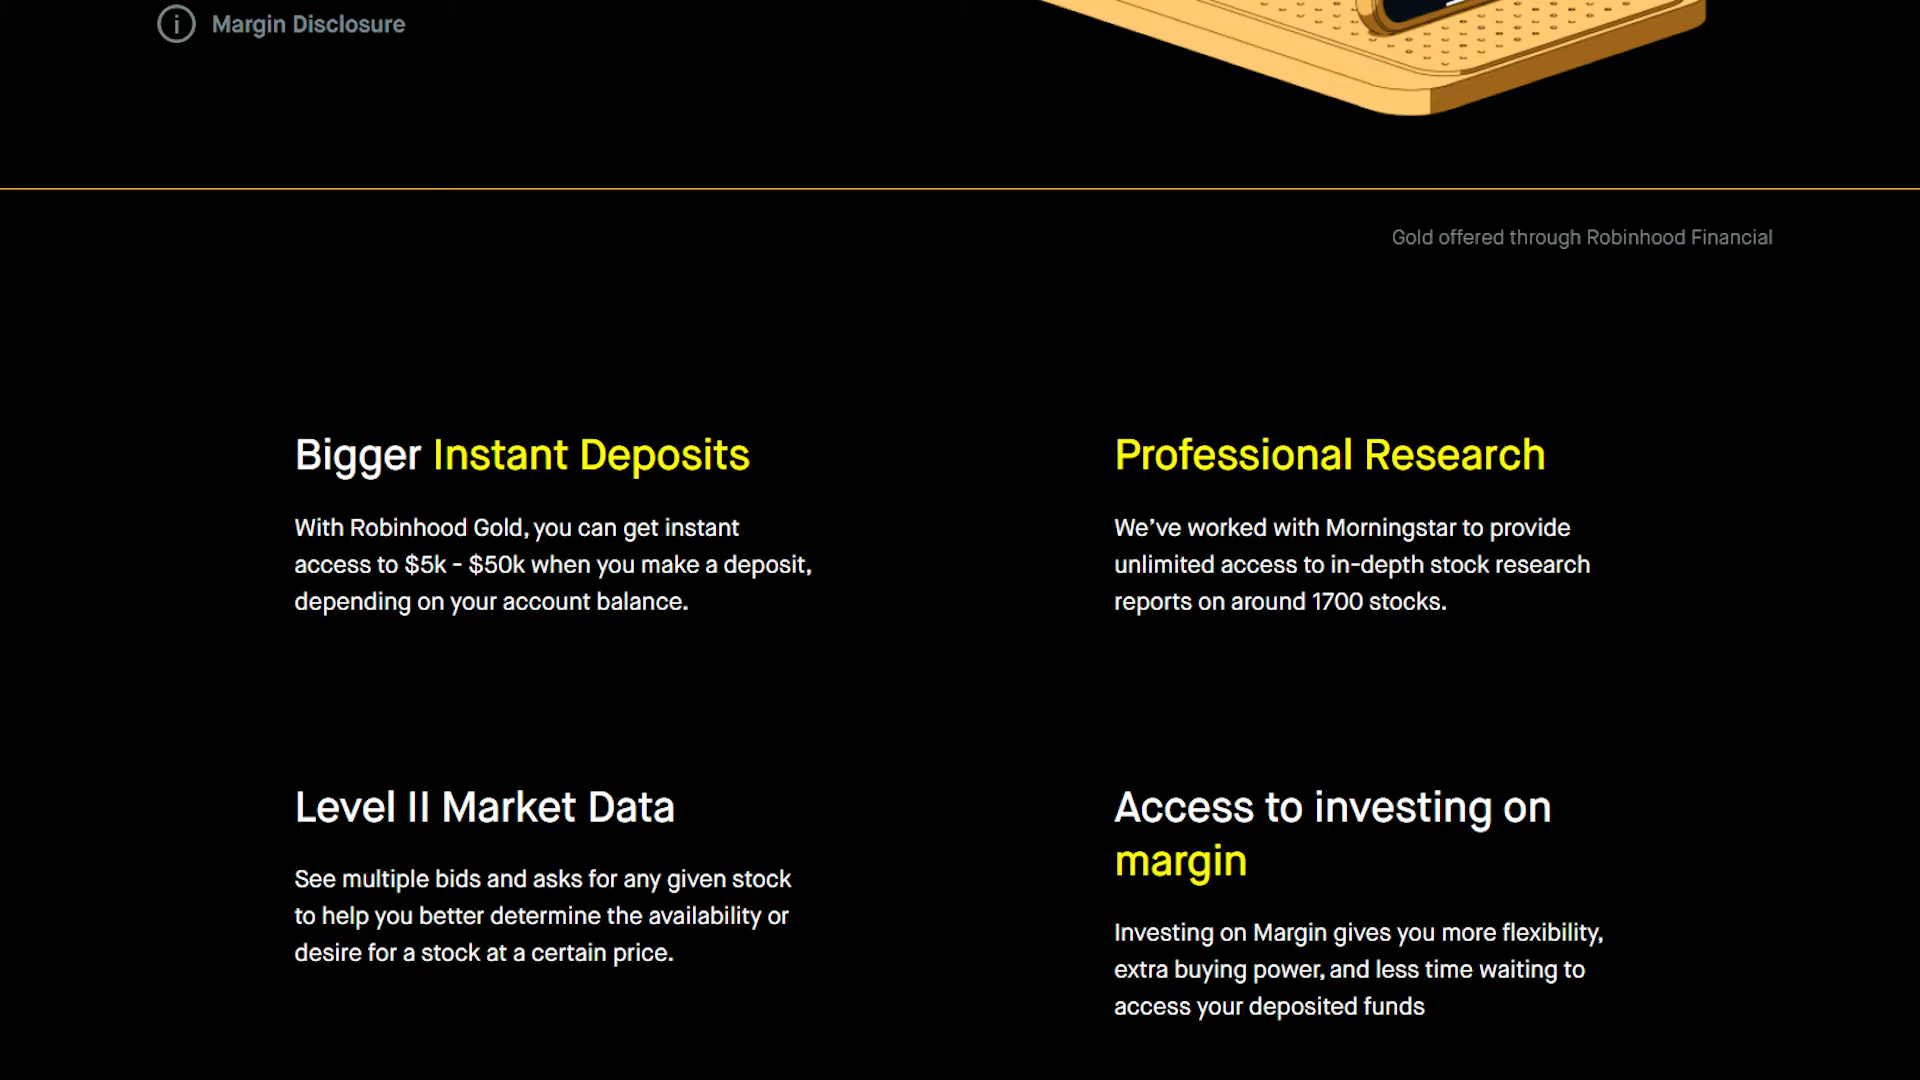 Margin Disclosure
Gold offered through Robinhood Financial
Bigger Instant Deposits
With Robinhood Gold, you can get instant
access to $5k - $50k when you make a deposit,
depending on your account balance.
Professional Research
We’ve worked with Morningstar to provide
unlimited access to in-depth stock research
reports on around 1700 stocks.
Level II Market Data
See multiple bids and asks for any given stock
to help you better determine the availability or
desire for a stock at a certain price.
Access to investing on
margin
Investing on Margin gives you more flexibility,
extra buying power, and less time waiting to
access your deposited funds